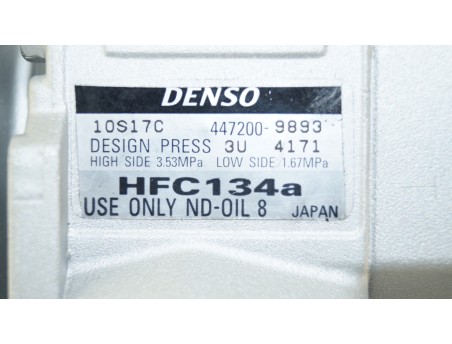 DENSO
10S17C 447200-9893
DESIGN PRESS 3U 4171
HIGH SIDE 3.53MPa LOW SIDE 1.67MPa
HFC134a
USE ONLY ND-OIL 8 JAPAN